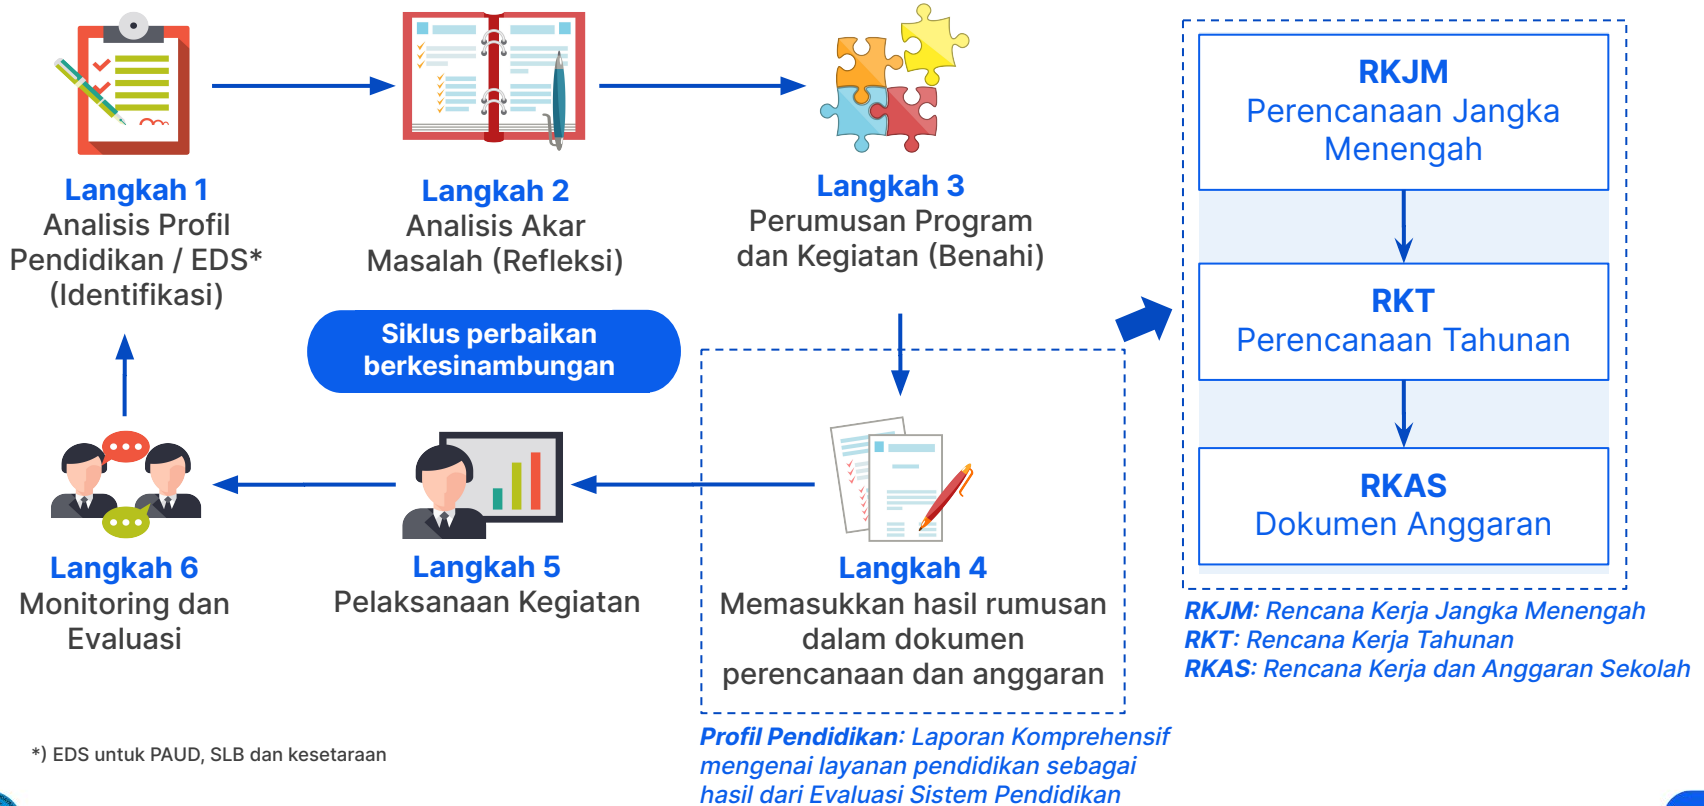 Langkah 1
Analisis Profil
Pendidikan / EDS*
(Identifikasi)
Langkah 2
Analisis Akar
Masalah (Refleksi)
Langkah 3
Perumusan Program
dan Kegiatan (Benahi)
Siklus perbaikan
berkesinambungan
Langkah 4
Memasukkan hasil rumusan
dalam dokumen
perencanaan dan anggaran
Langkah 5
Pelaksanaan Kegiatan
Langkah 6
Monitoring dan
Evaluasi
RKJM
Perencanaan Jangka
Menengah
RKT
Perencanaan Tahunan
RKAS
Dokumen Anggaran
RKJM: Rencana Kerja Jangka Menengah
RKT: Rencana Kerja Tahunan
RKAS: Rencana Kerja dan Anggaran Sekolah
Profil Pendidikan: Laporan Komprehensif
mengenai layanan pendidikan sebagai
hasil dari Evaluasi Sistem Pendidikan
*) EDS untuk PAUD, SLB dan kesetaraan